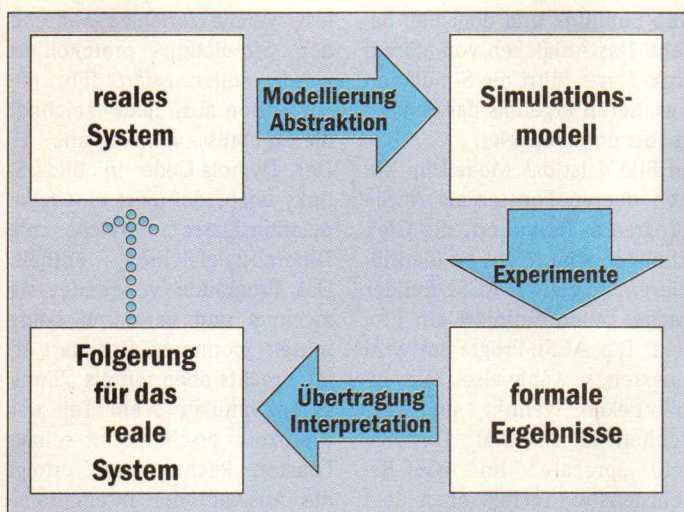 reales
System
Modellierung
Abstraktion
Simulations-
modell
Experimente
formale
Ergebnisse
Übertragung
Interpretation
Folgerung
für das
reale
System